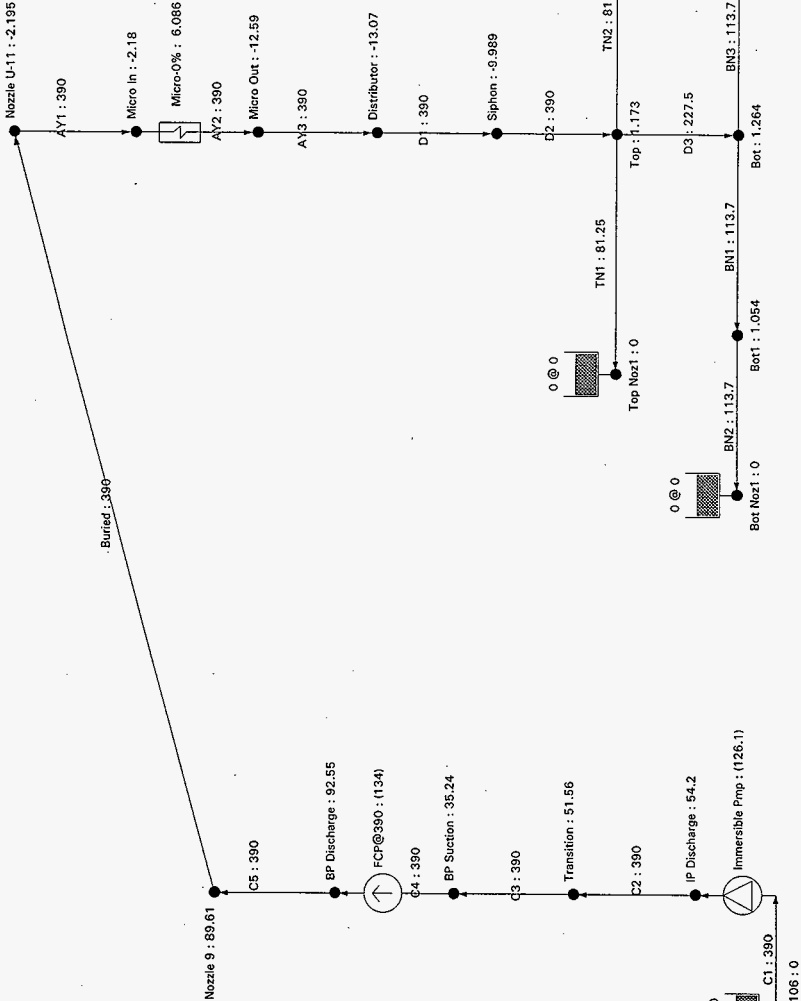 Nozzle U-11 : -2.195
AY1 : 390
Micro In : -2.18
Micro-0% : 6.086
AY2 : 390
Micro Out : -12.59
AY3 : 390
Distributor : -13.07
D1 : 390
Siphon : -9.989
D2 : 390
TN2 : 81
Top : 1.173
D3 : 227.5
BN3 : 113.7
Bot : 1.264
TN1 : 81.25
BN1 : 113.7
0 @ 0
Top Noz1 : 0
Bot1 : 1.054
BN2 : 113.7
0 @ 0
Bot Noz1 : 0
Buried : 390
Nozzle 9 : 89.61
C5 : 390
BP Discharge : 92.55
FCP@390 : (134)
C4 : 390
BP Suction : 35.24
C3 : 390
Transition : 51.56
C2 : 390
IP Discharge : 54.2
Immersible Pmp : (126.1)
C1 : 390
106 : 0